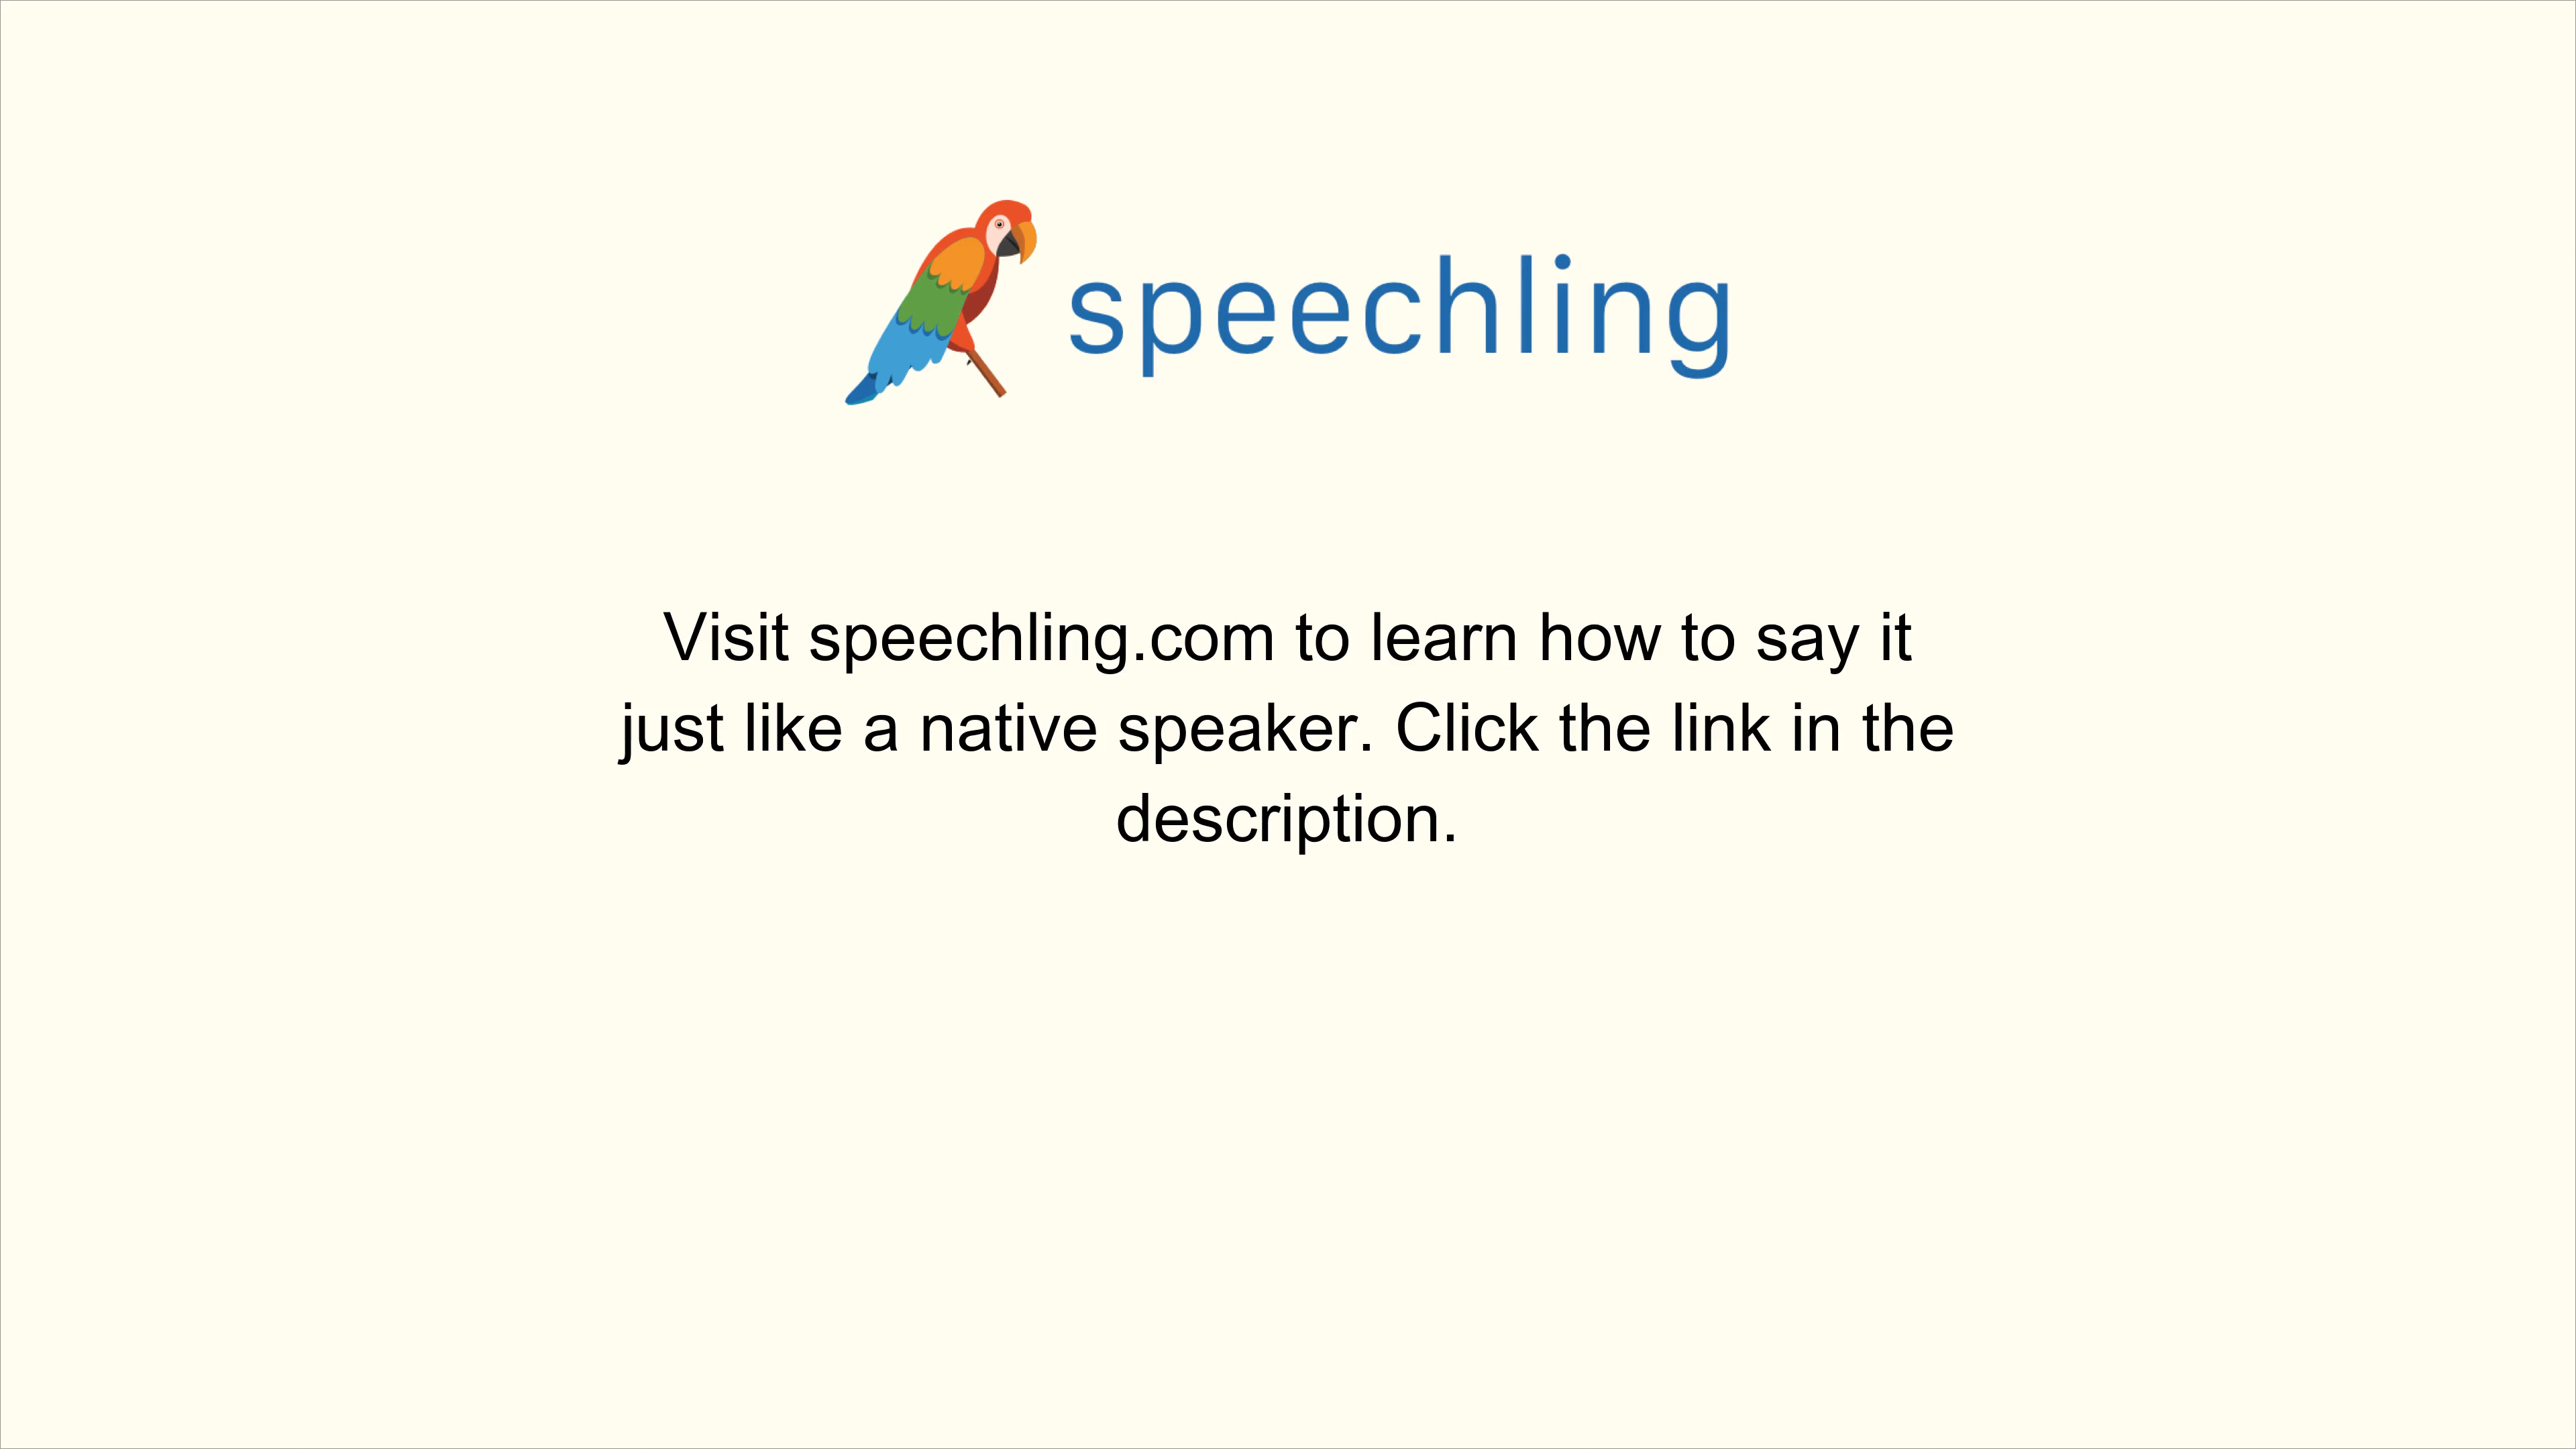 speechling
Visit speechling.com to learn how to say it
just like a native speaker. Click the link in the
description.